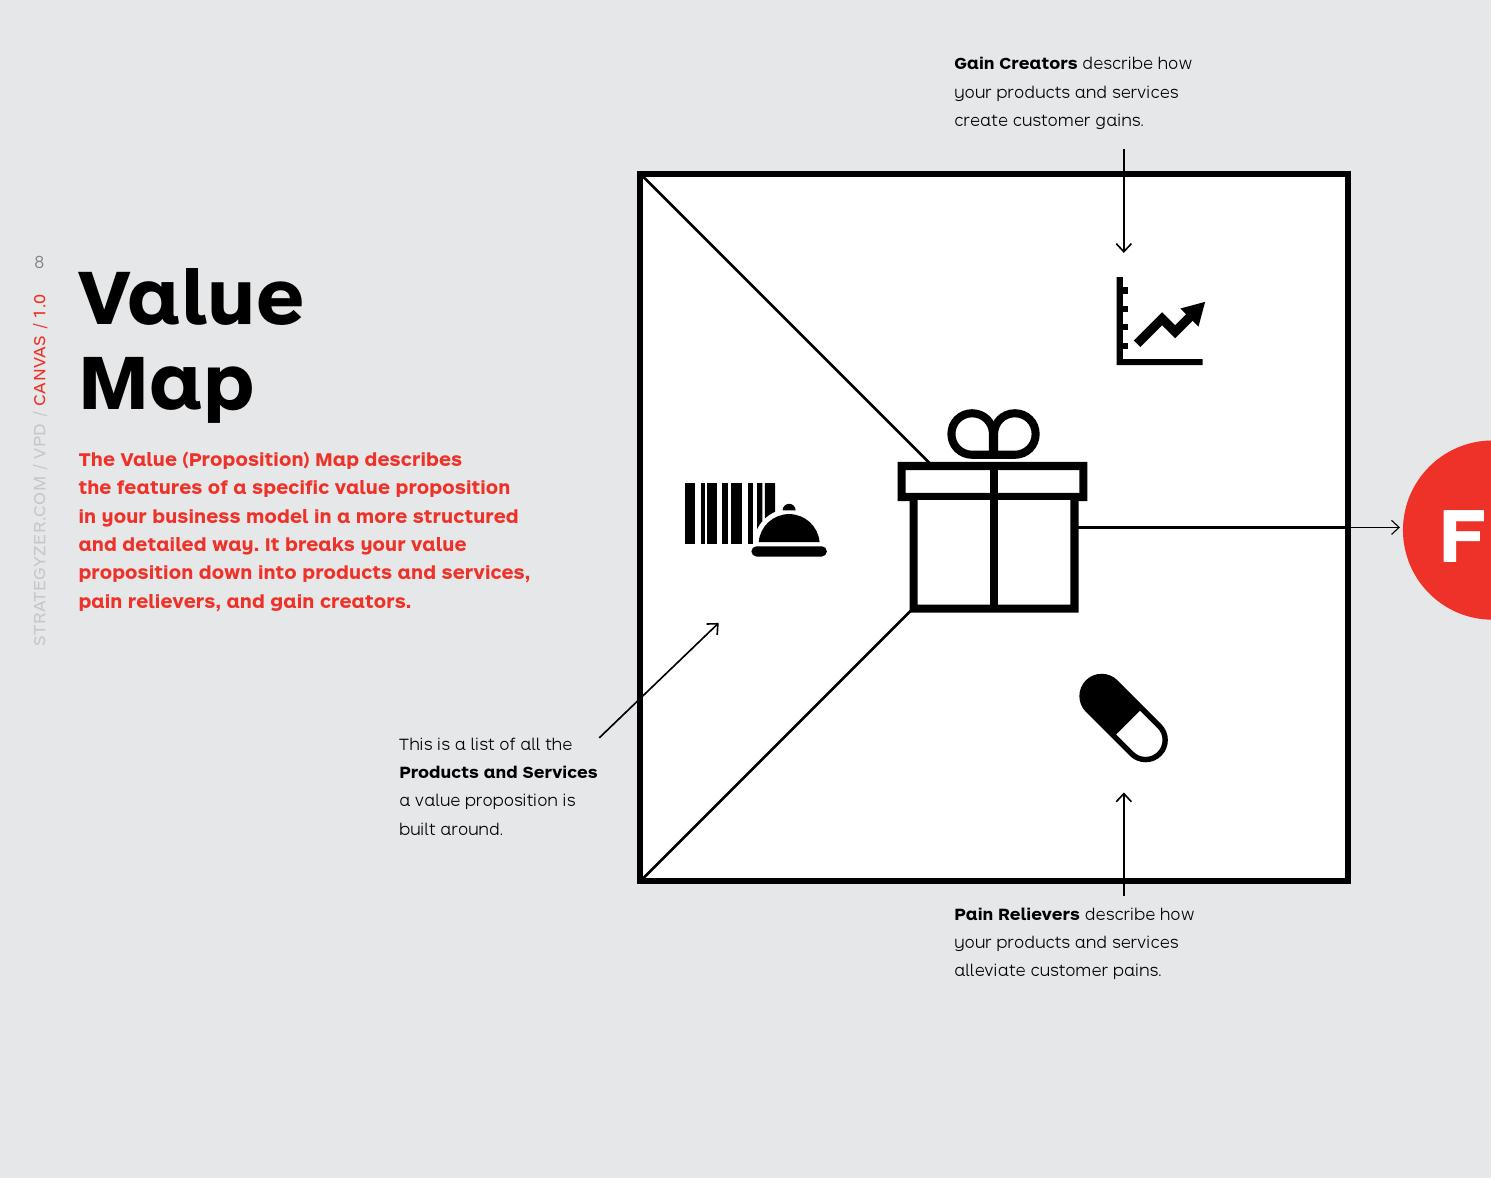 8
STRATEGYZER.COM / VPD / CANVAS / 1.0
Value
Map
The Value (Proposition) Map describes
the features of a specific value proposition
in your business model in a more structured
and detailed way. It breaks your value
proposition down into products and services,
pain relievers, and gain creators.
Gain Creators describe how
your products and services
create customer gains.
This is a list of all the
Products and Services
a value proposition is
built around.
F
Pain Relievers describe how
your products and services
alleviate customer pains.